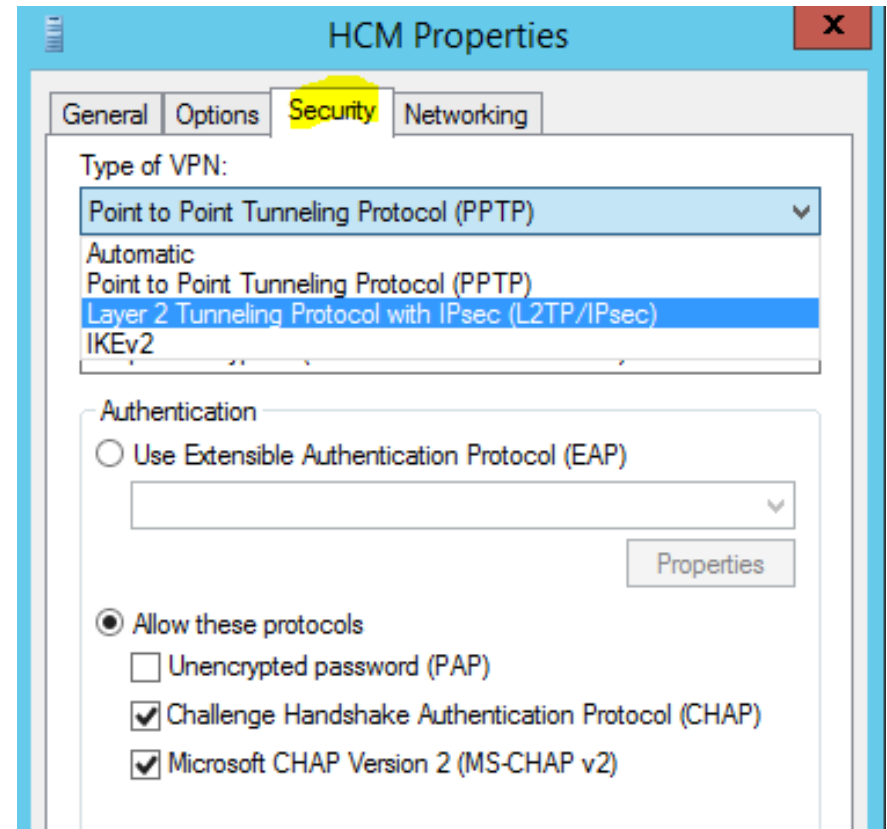 HCM Properties
X
General Options Security Networking
Type of VPN:
Point to Point Tunneling Protocol (PPTP)
Automatic
Point to Point Tunneling Protocol (PPTP)
Layer 2 Tunneling Protocol with IPsec (L2TP/IPsec)
IKEv2
Authentication
Use Extensible Authentication Protocol (EAP)
Properties
Allow these protocols
Unencrypted password (PAP)
Challenge Handshake Authentication Protocol (CHAP)
Microsoft CHAP Version 2 (MS-CHAP v2)